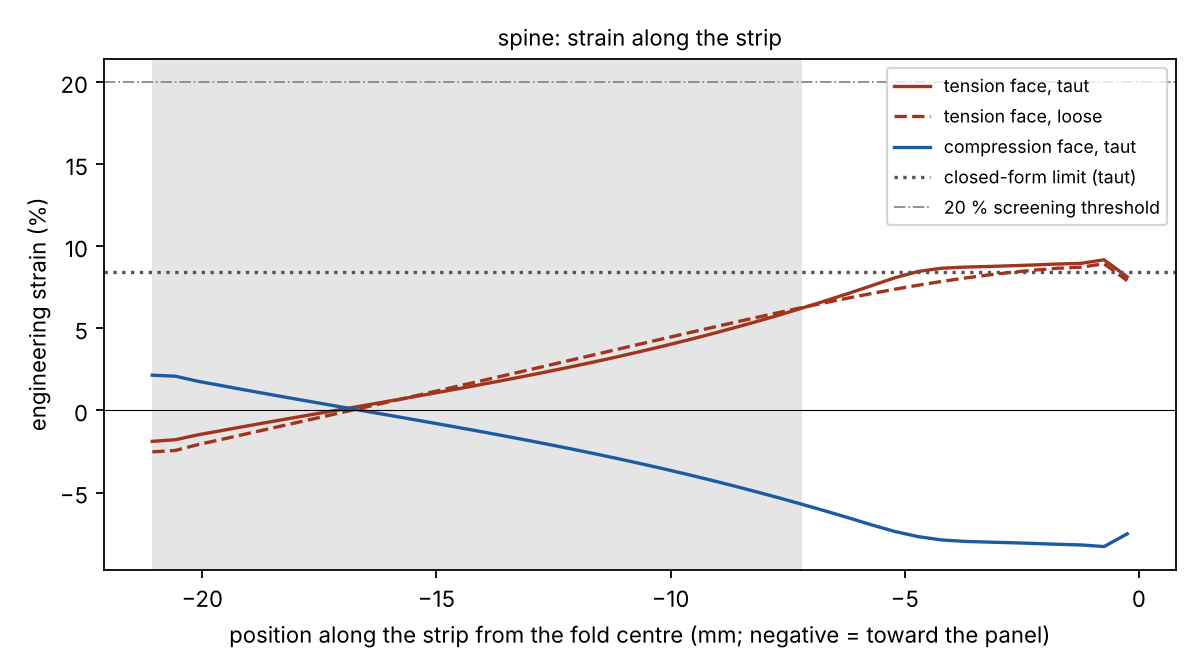 spine: strain along the strip
engineering strain (%)
20
15
10
5
0
−5
tension face, taut
tension face, loose
compression face, taut
closed-form limit (taut)
20 % screening threshold
−20
−15
−10
−5
0
position along the strip from the fold centre (mm; negative = toward the panel)